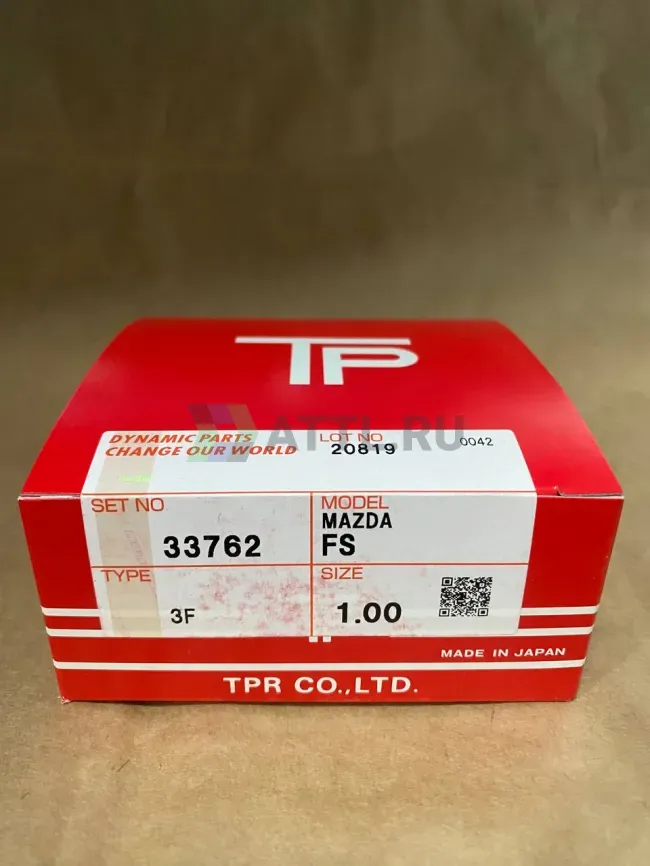 TP
ATTI.RU
DYNAMIC PARTS
CHANGE OUR WORLD
LOT NO
20819
0042
SET NO
33762
MODEL
MAZDA
FS
TYPE
3F
SIZE
1.00
MADE IN JAPAN
TPR CO.,LTD.